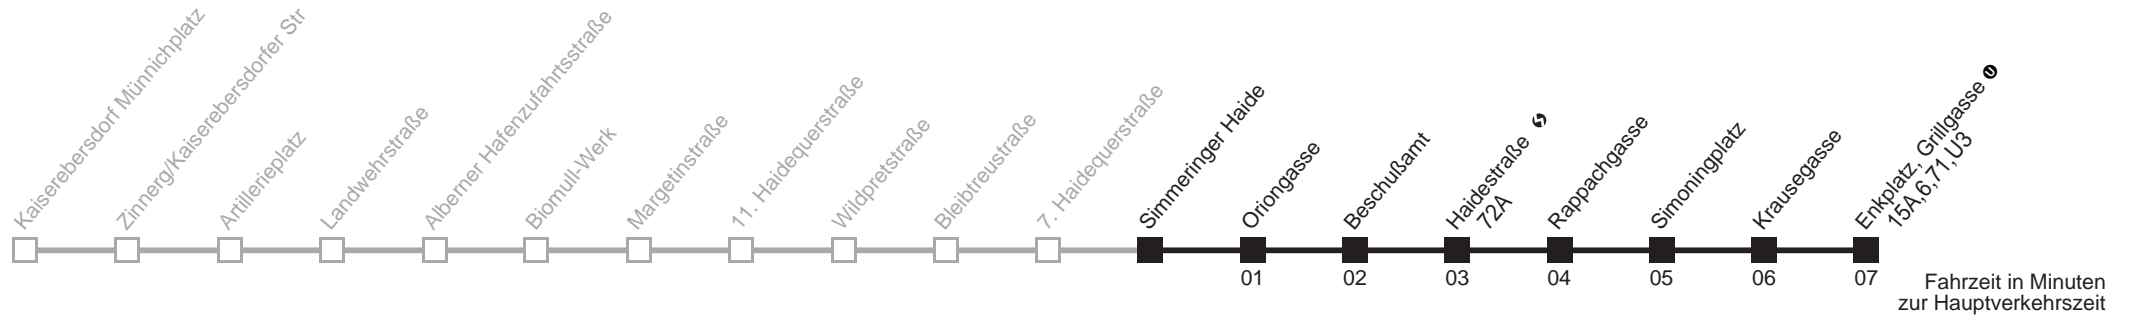 Kaiserebersdorf Münnichplatz
Zinnerg/Kaiserebersdorfer Str
Artillerieplatz
Landwehrstraße
Alberner Hafenzufahrtsstraße
Biomull-Werk
Margetinstraße
11. Haidequerstraße
Wildpretstraße
Bleibtreustraße
7. Haidequerstraße
Simmeringer Haide
Oriongasse
Beschußamt
Haidestraße
72A
Rappachgasse
Simoningplatz
Krausegasse
Enkplatz, Grillgasse U
15A,6,71,U3
01 02 03 04 05 06 07
Fahrzeit in Minuten
zur Hauptverkehrszeit